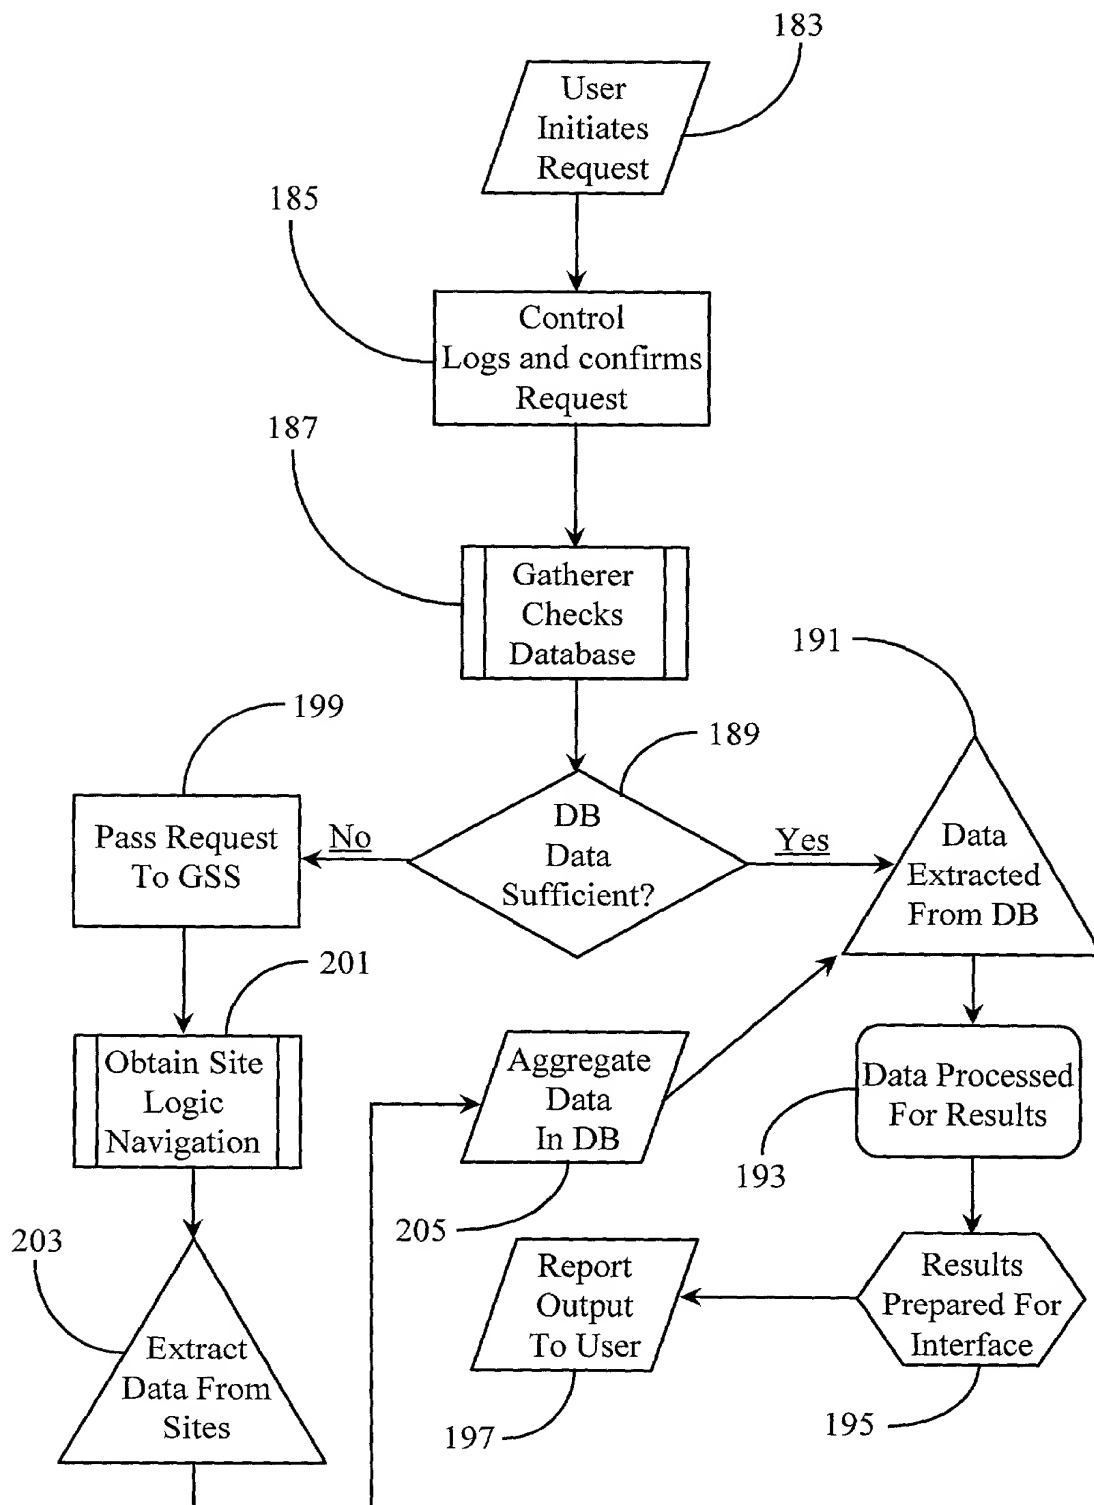 183
User
Initiates
Request
185
Control
Logs and confirms
Request
187
Gatherer
Checks
Database
191
199
189
DB
Data
Sufficient?
No
Yes
Pass Request
To GSS
Data
Extracted
From DB
201
Obtain Site
Logic
Navigation
Aggregate
Data
In DB
Data Processed
For Results
193
205
203
Extract
Data From
Sites
Report
Output
To User
Results
Prepared For
Interface
197
195